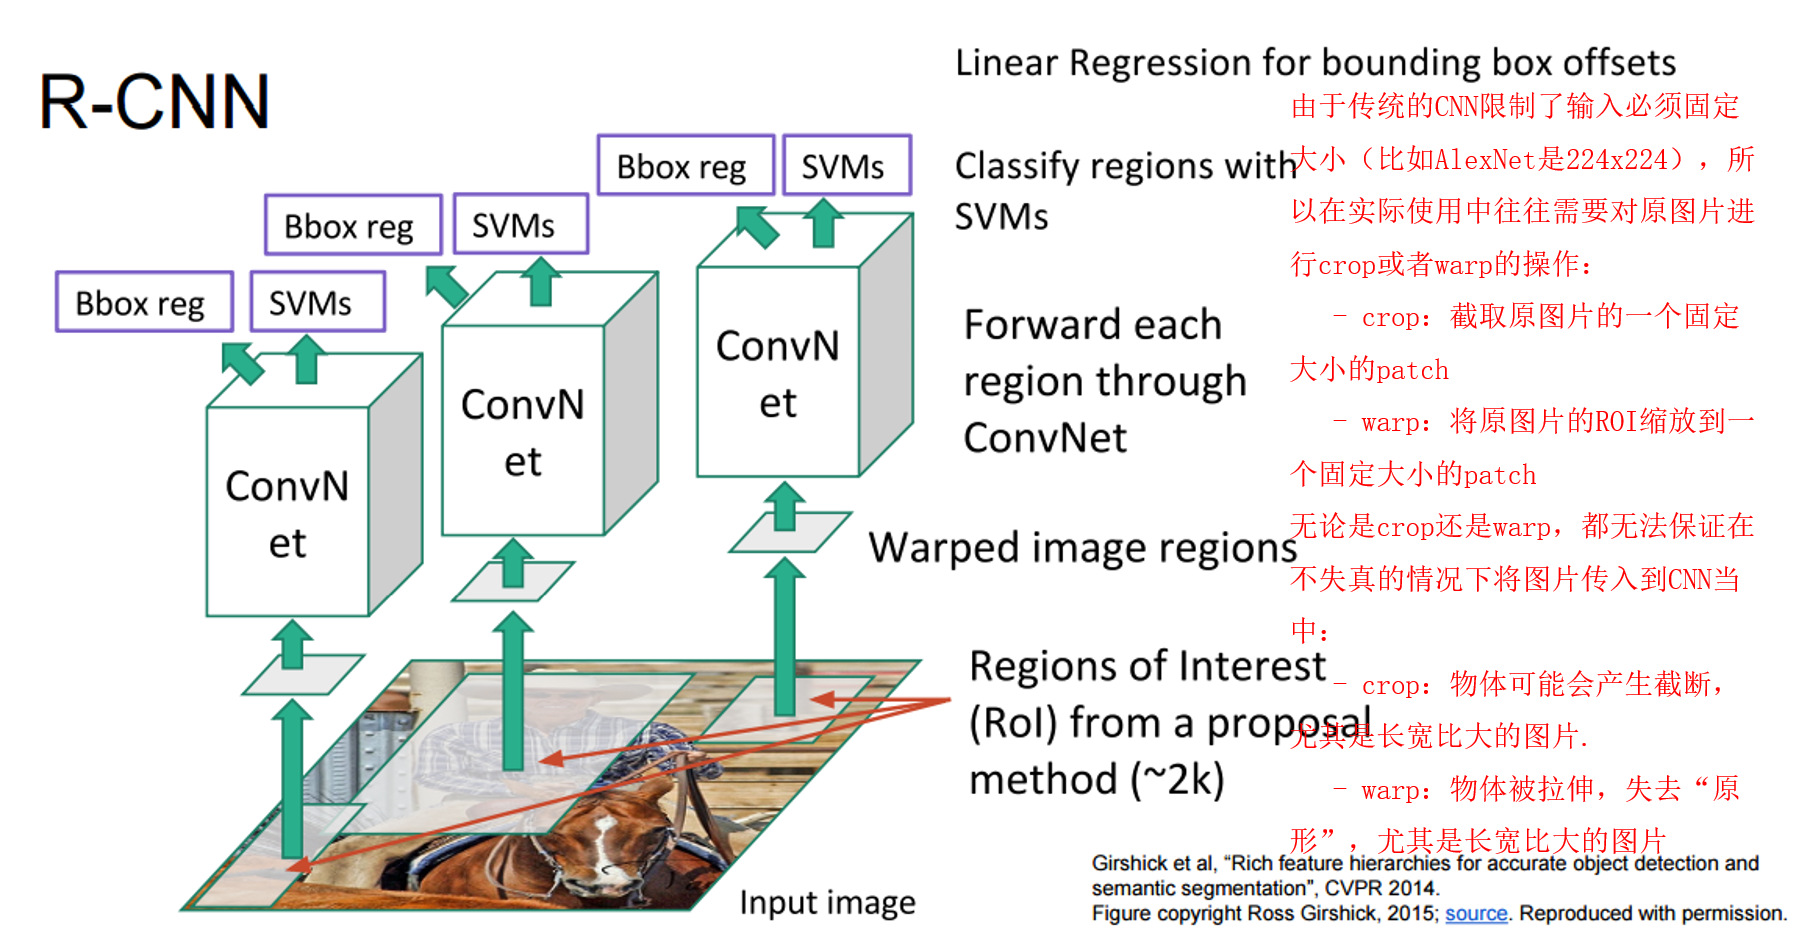 R-CNN
Linear Regression for bounding box offsets
Classify regions with
SVMs
Forward each
region through
ConvNet
Warped image regions
Regions of Interest
(RoI) from a proposal
method (~2k)
Bbox reg
SVMs
Bbox reg
SVMs
Bbox reg
SVMs
ConvN
et
ConvN
et
ConvN
et
Input image
由于传统的CNN限制了输入必须固定
大小（比如AlexNet是224x224），所
以在实际使用中往往需要对原图片进
行crop或者warp的操作：
- crop：截取原图片的一个固定
大小的patch
- warp：将原图片的ROI缩放到一
个固定大小的patch
无论是crop还是warp，都无法保证在
不失真的情况下将图片传入到CNN当
中：
- crop：物体可能会产生截断，
尤其是长宽比大的图片.
- warp：物体被拉伸，失去“原
形”，尤其是长宽比大的图片
Girshick et al, “Rich feature hierarchies for accurate object detection and
semantic segmentation”, CVPR 2014.
Figure copyright Ross Girshick, 2015; source. Reproduced with permission.